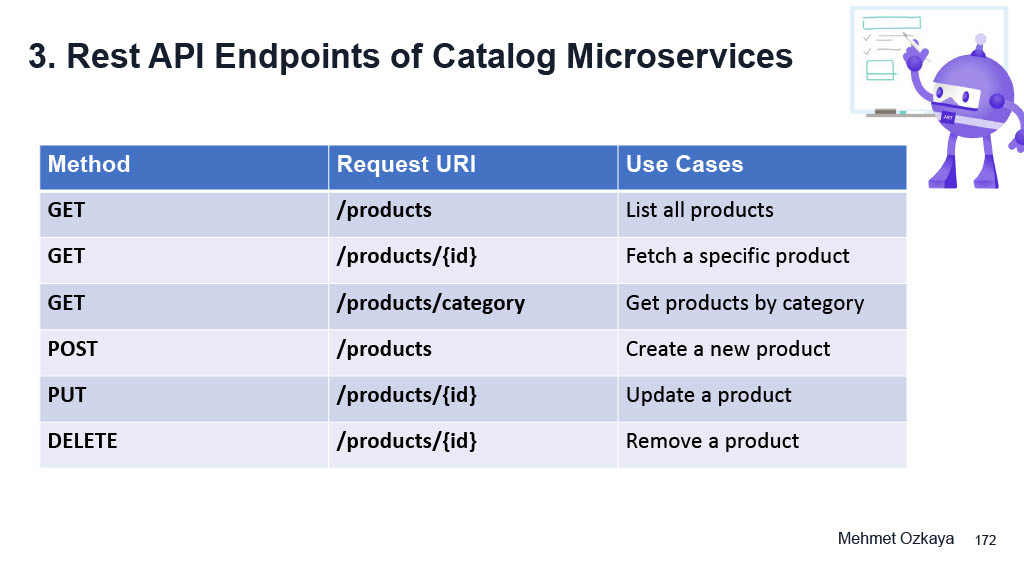 3. Rest API Endpoints of Catalog Microservices
Method Request URI Use Cases
GET /products List all products
GET /products/{id} Fetch a specific product
GET /products/category Get products by category
POST /products Create a new product
PUT /products/{id} Update a product
DELETE /products/{id} Remove a product
.NET
Mehmet Ozkaya 172